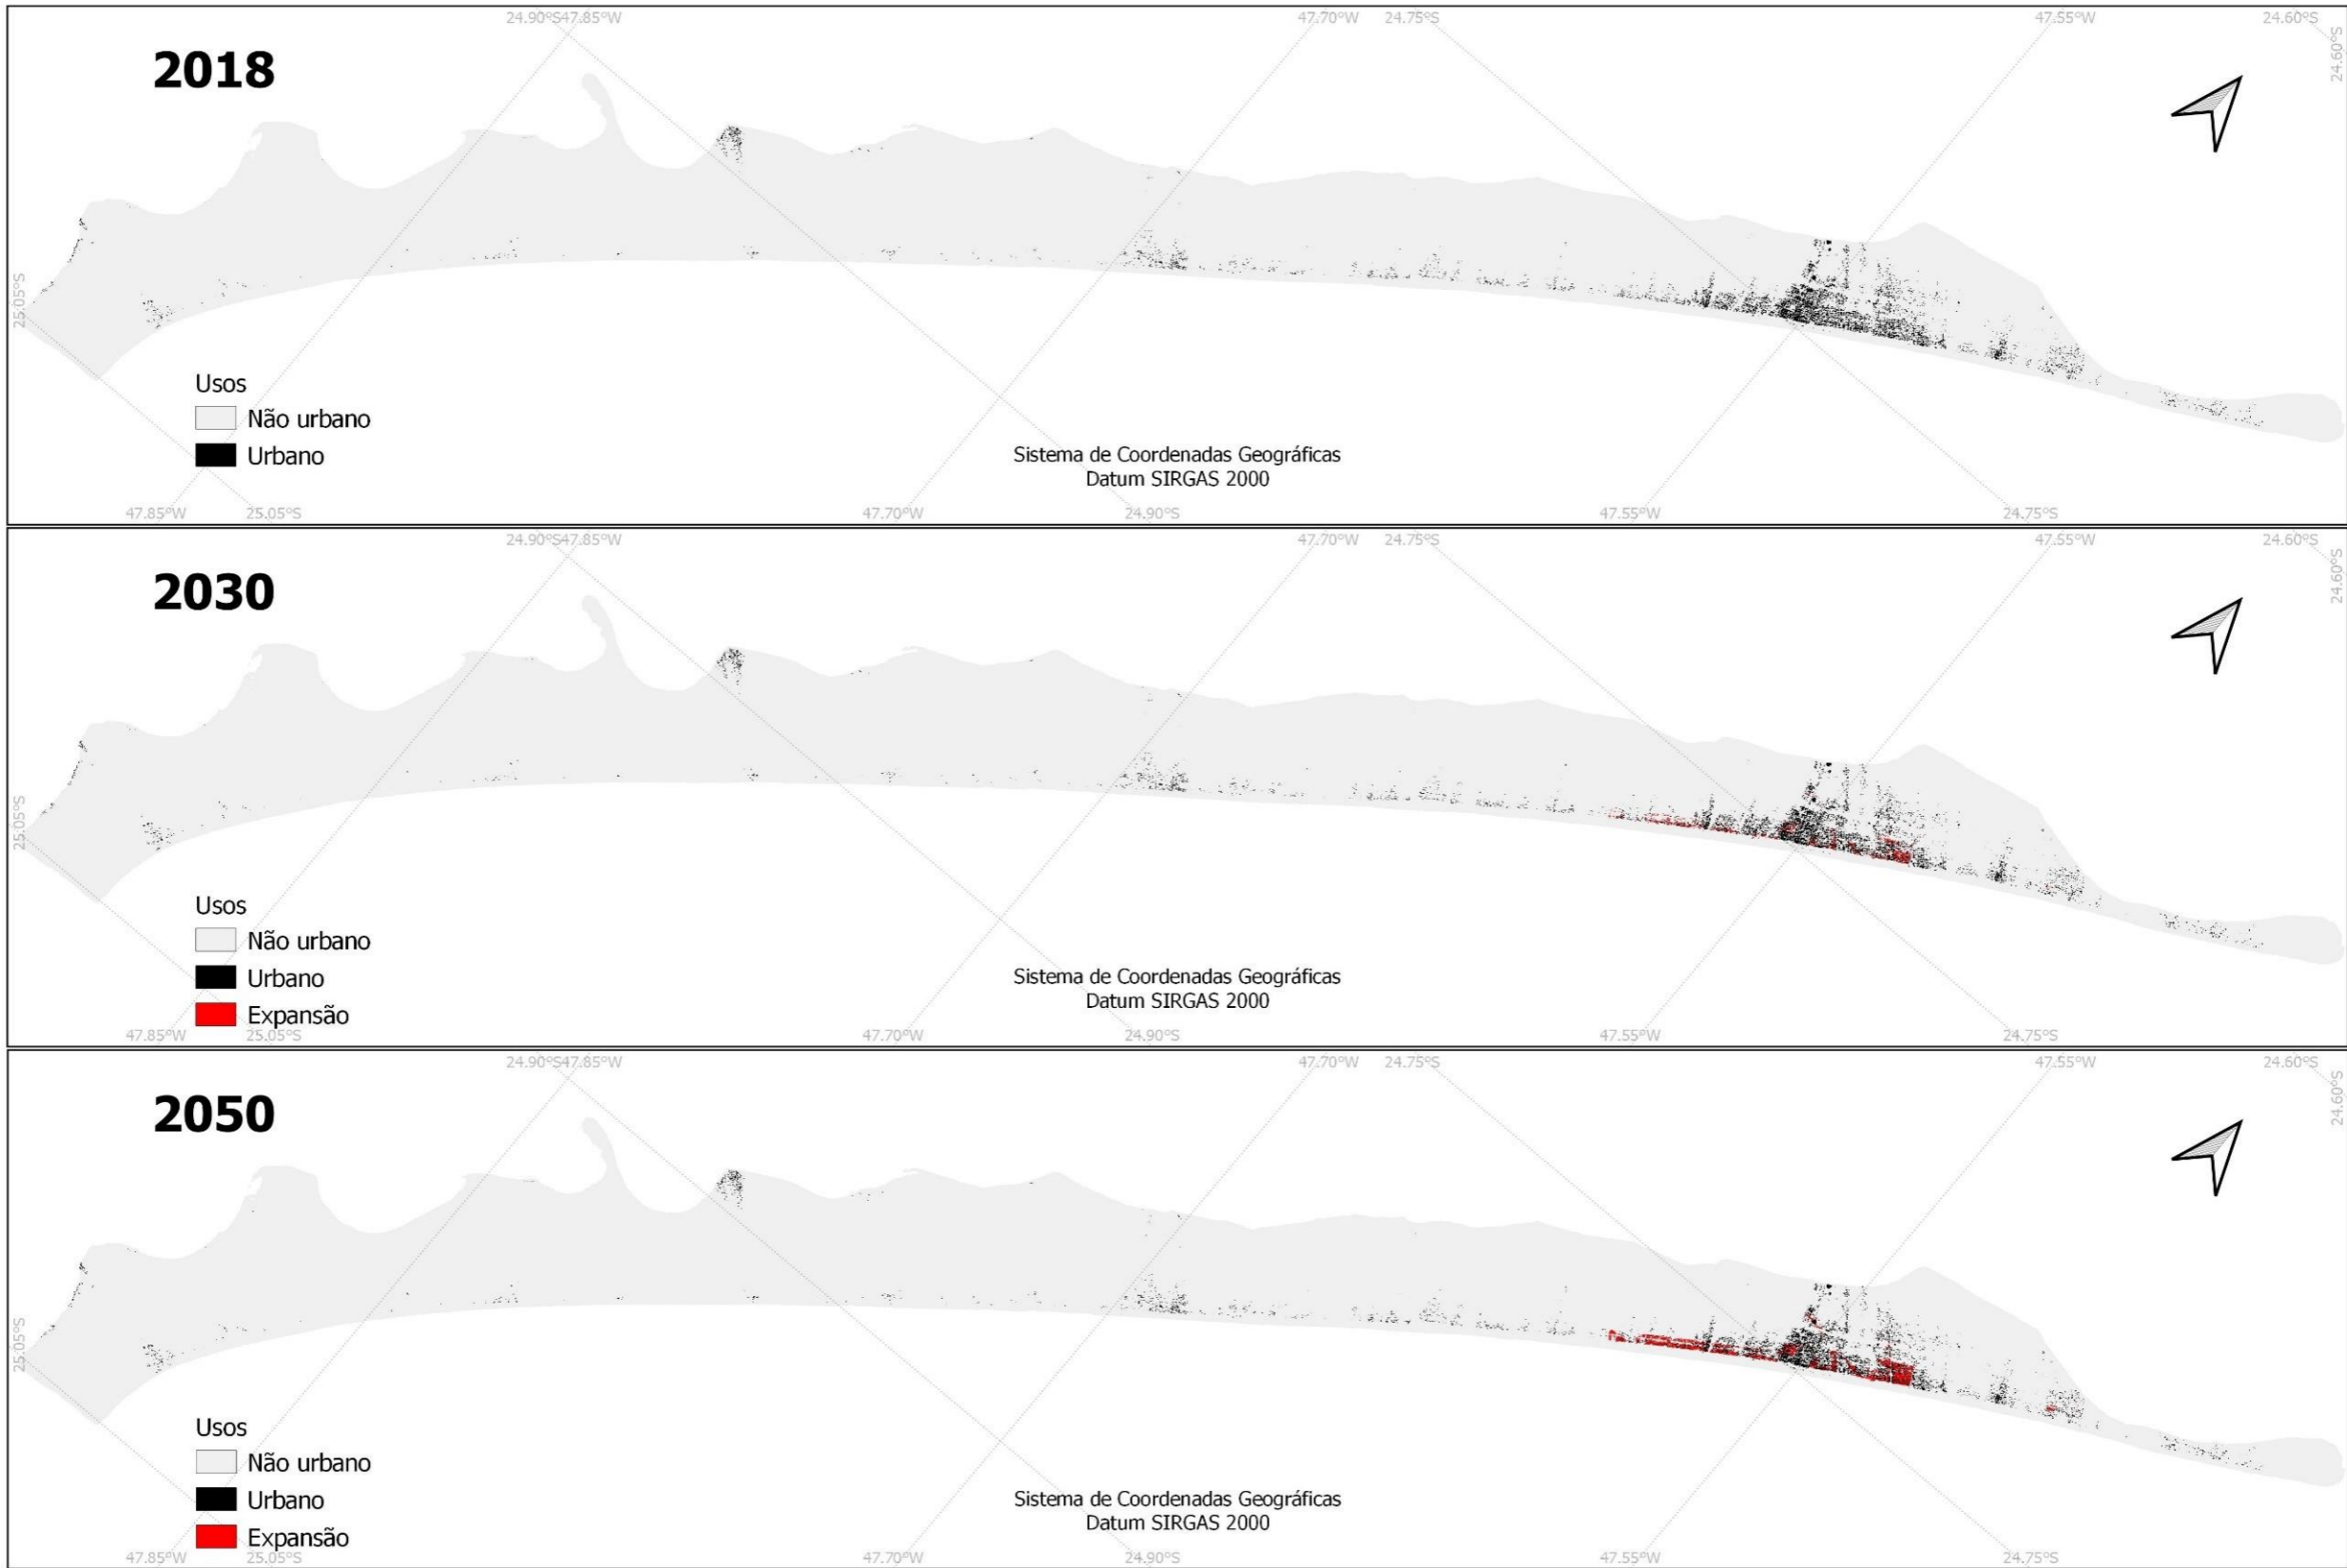 24.90°S 47.85°W 47.70°W 24.75°S 47.55°W 24.60°S
24.60°S
2018
25.05°S
Usos
Não urbano
Urbano
Sistema de Coordenadas Geográficas
Datum SIRGAS 2000
47.85°W 25.05°S 47.70°W 24.90°S 47.55°W 24.75°S
24.90°S 47.85°W 47.70°W 24.75°S 47.55°W 24.60°S
24.60°S
2030
25.05°S
Usos
Não urbano
Urbano
Expansão
Sistema de Coordenadas Geográficas
Datum SIRGAS 2000
47.85°W 25.05°S 47.70°W 24.90°S 47.55°W 24.75°S
24.90°S 47.85°W 47.70°W 24.75°S 47.55°W 24.60°S
24.60°S
2050
25.05°S
Usos
Não urbano
Urbano
Expansão
Sistema de Coordenadas Geográficas
Datum SIRGAS 2000
47.85°W 25.05°S 47.70°W 24.90°S 47.55°W 24.75°S